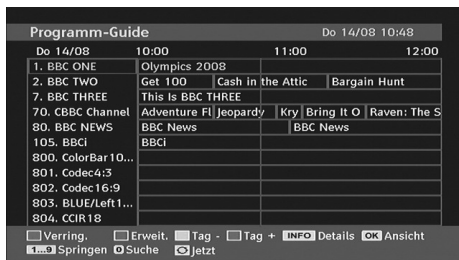 Programm-Guide Do 14/08 10:48
Do 14/08 10:00 11:00 12:00
1. BBC ONE Olympics 2008
2. BBC TWO Get 100 Cash in the Attic Bargain Hunt
7. BBC THREE This Is BBC THREE
70. CBBC Channel Adventure Fl Jeopardy Kry Bring It O Raven: The S
80. BBC NEWS BBC News BBC News
105. BBCi BBCi
800. ColorBar10...
801. Codec4:3
802. Codec16:9
803. BLUE/Left1...
804. CCIR18
Verring. Erweit. Tag - Tag + INFO Details OK Ansicht
1...9 Springen 0 Suche Jetzt